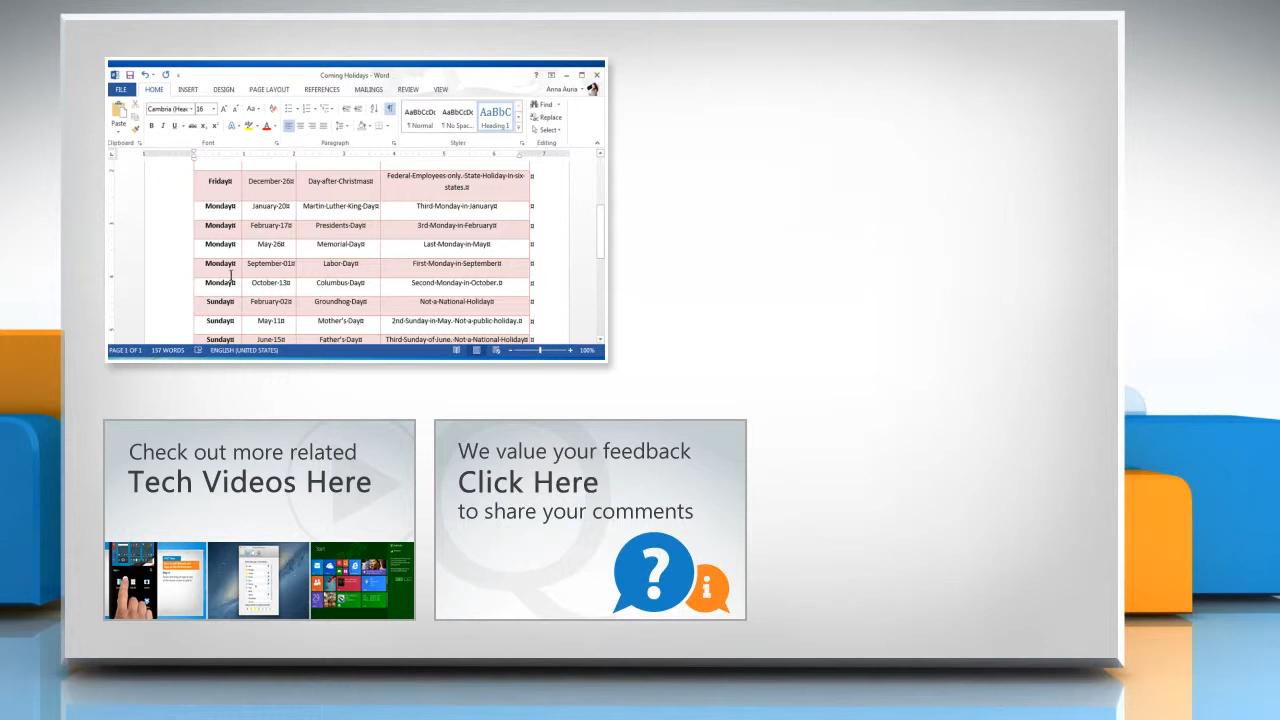 Coming Holidays - Word
FILE HOME INSERT DESIGN PAGE LAYOUT REFERENCES MAILINGS REVIEW VIEW Anna Auria
Cambria (Hea 16
AaBbCcDc AaBbCcDc AaBbC
Find
Replace
Select
Paste
¶ Normal ¶ No Spac... Heading 1
Clipboard Font Paragraph Styles Editing
Friday¤ December·26¤ Day·after·Christmas¤ Federal·Employees·only.·State·Holiday·in·six·states.¤
Monday¤ January·20¤ Martin·Luther·King·Day¤ Third·Monday·in·January¤
Monday¤ February·17¤ Presidents·Day¤ 3rd·Monday·in·February¤
Monday¤ May·26¤ Memorial·Day¤ Last·Monday·in·May¤
Monday¤ September·01¤ Labor·Day¤ First·Monday·in·September¤
Monday¤ October·13¤ Columbus·Day¤ Second·Monday·in·October.¤
Sunday¤ February·02¤ Groundhog·Day¤ Not·a·National·Holiday¤
Sunday¤ May·11¤ Mother's·Day¤ 2nd·Sunday·in·May.·Not·a·public·holiday.¤
Sunday¤ June·15¤ Father's·Day¤ Third·Sunday·of·June.·Not·a·National·Holiday¤
PAGE 1 OF 1 157 WORDS ENGLISH (UNITED STATES) 100%
Check out more related
Tech Videos Here
We value your feedback
Click Here
to share your comments
Start